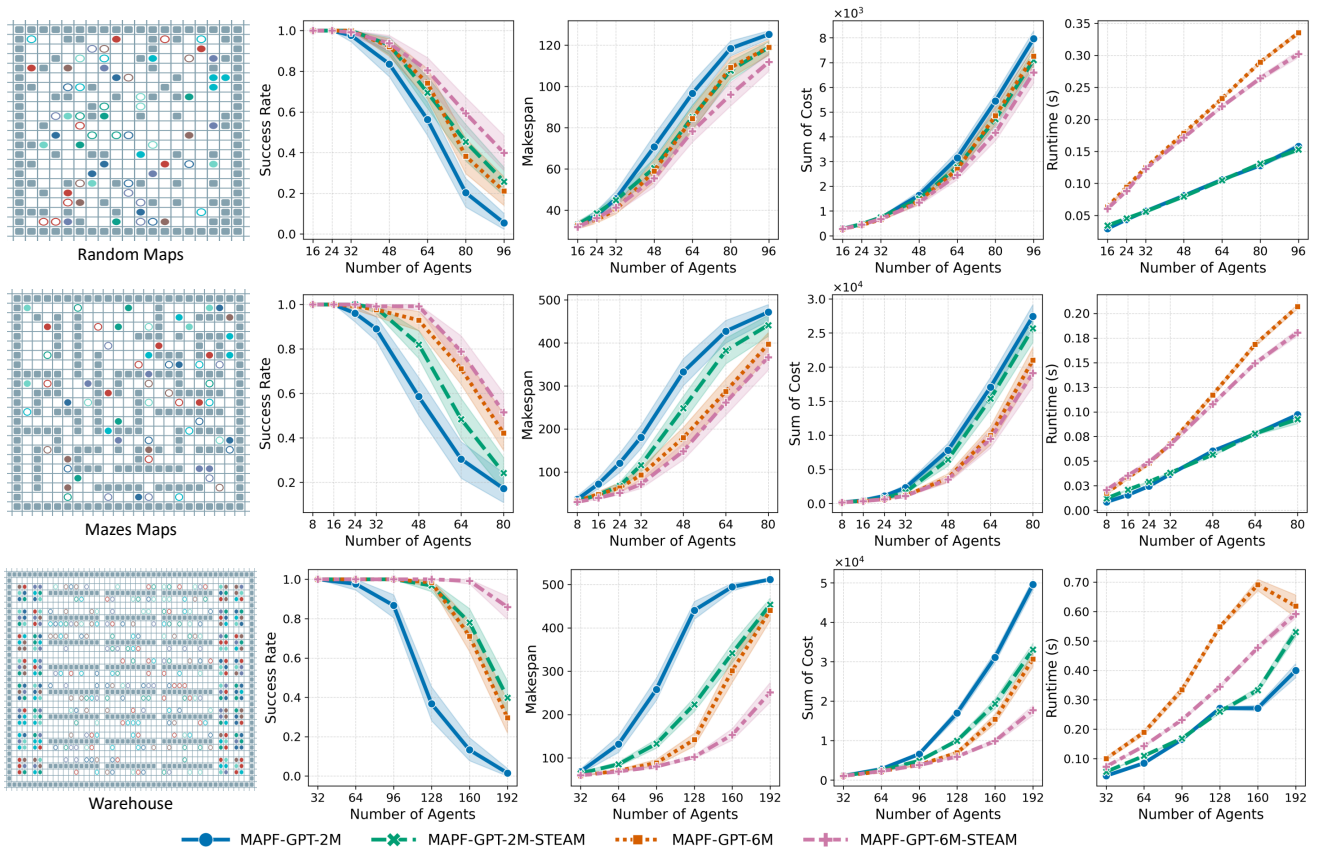 Random Maps
Success Rate
1.0
0.8
0.6
0.4
0.2
0.0
16 24 32 48 64 80 96
Number of Agents
Makespan
120
100
80
60
40
16 24 32 48 64 80 96
Number of Agents
×10³
Sum of Cost
8
7
6
5
4
3
2
1
0
16 24 32 48 64 80 96
Number of Agents
Runtime (s)
0.35
0.30
0.25
0.20
0.15
0.10
0.05
16 24 32 48 64 80 96
Number of Agents
Mazes Maps
Success Rate
1.0
0.8
0.6
0.4
0.2
8 16 24 32 48 64 80
Number of Agents
Makespan
500
400
300
200
100
8 16 24 32 48 64 80
Number of Agents
×10⁴
Sum of Cost
3.0
2.5
2.0
1.5
1.0
0.5
0.0
8 16 24 32 48 64 80
Number of Agents
Runtime (s)
0.20
0.18
0.15
0.13
0.10
0.08
0.05
0.03
0.00
8 16 24 32 48 64 80
Number of Agents
Warehouse
Success Rate
1.0
0.8
0.6
0.4
0.2
0.0
32 64 96 128 160 192
Number of Agents
Makespan
500
400
300
200
100
32 64 96 128 160 192
Number of Agents
×10⁴
Sum of Cost
5
4
3
2
1
0
32 64 96 128 160 192
Number of Agents
Runtime (s)
0.70
0.60
0.50
0.40
0.30
0.20
0.10
32 64 96 128 160 192
Number of Agents
MAPF-GPT-2M MAPF-GPT-2M-STEAM MAPF-GPT-6M MAPF-GPT-6M-STEAM